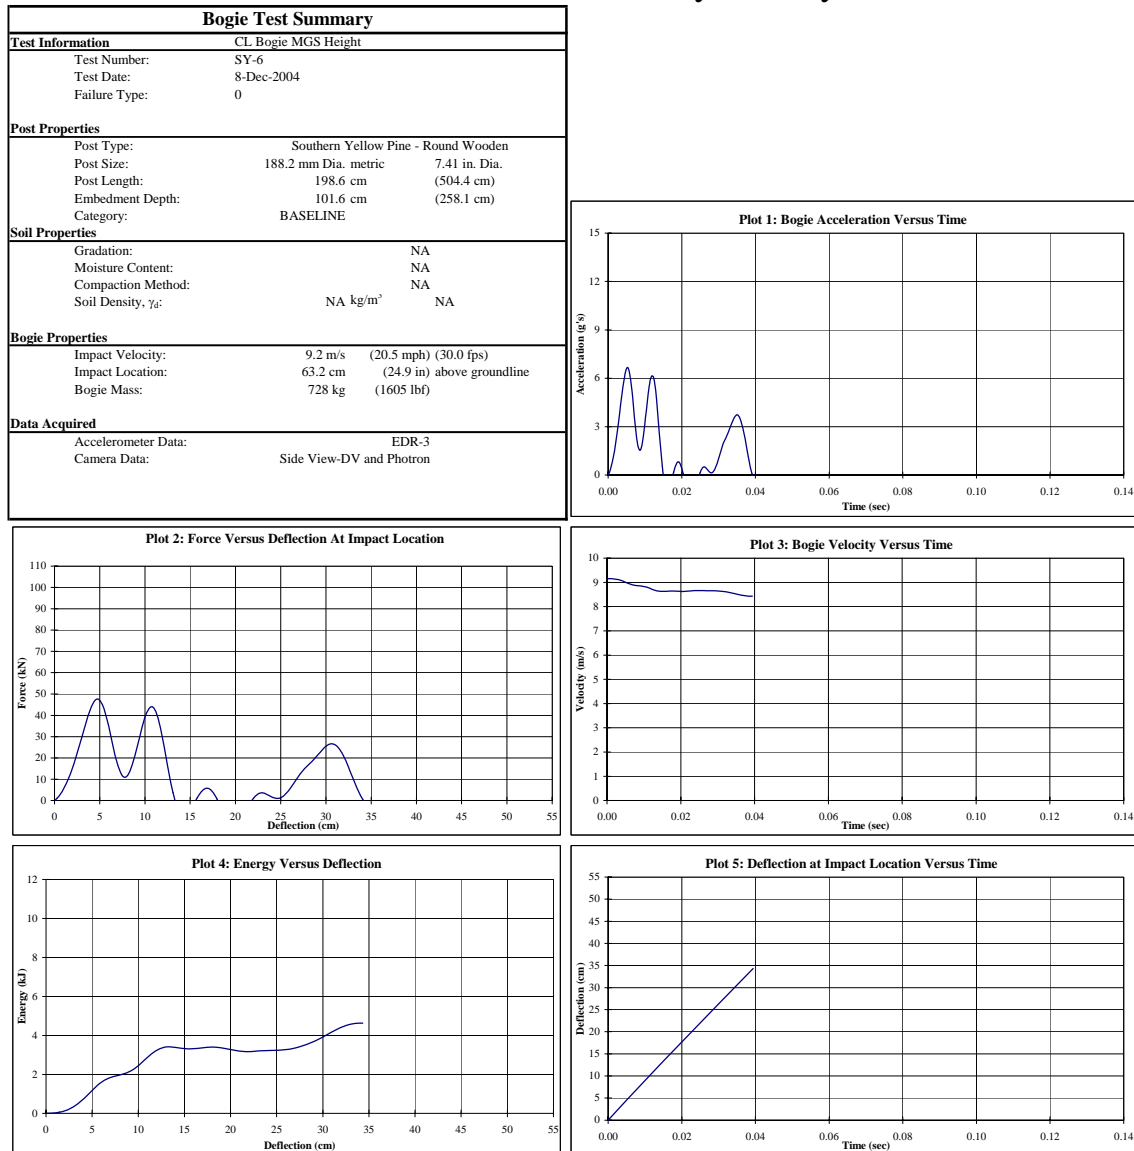 Bogie Test Summary
Test Information CL Bogie MGS Height
Test Number: SY-6
Test Date: 8-Dec-2004
Failure Type: 0
Post Properties
Post Type: Southern Yellow Pine - Round Wooden
Post Size: 188.2 mm Dia. metric 7.41 in. Dia.
Post Length: 198.6 cm (504.4 cm)
Embedment Depth: 101.6 cm (258.1 cm)
Category: BASELINE
Soil Properties
Gradation: NA
Moisture Content: NA
Compaction Method: NA
Soil Density, γd: NA kg/m³ NA
Bogie Properties
Impact Velocity: 9.2 m/s (20.5 mph) (30.0 fps)
Impact Location: 63.2 cm (24.9 in) above groundline
Bogie Mass: 728 kg (1605 lbf)
Data Acquired
Accelerometer Data: EDR-3
Camera Data: Side View-DV and Photron
Plot 1: Bogie Acceleration Versus Time
15
12
9
6
3
0
Acceleration (g's)
0.00 0.02 0.04 0.06 0.08 0.10 0.12 0.14
Time (sec)
Plot 2: Force Versus Deflection At Impact Location
110
100
90
80
70
60
50
40
30
20
10
0
Force (kN)
0 5 10 15 20 25 30 35 40 45 50 55
Deflection (cm)
Plot 3: Bogie Velocity Versus Time
10
9
8
7
6
5
4
3
2
1
0
Velocity (m/s)
0.00 0.02 0.04 0.06 0.08 0.10 0.12 0.14
Time (sec)
Plot 4: Energy Versus Deflection
12
10
8
6
4
2
0
Energy (kJ)
0 5 10 15 20 25 30 35 40 45 50 55
Deflection (cm)
Plot 5: Deflection at Impact Location Versus Time
55
50
45
40
35
30
25
20
15
10
5
0
Deflection (cm)
0.00 0.02 0.04 0.06 0.08 0.10 0.12 0.14
Time (sec)